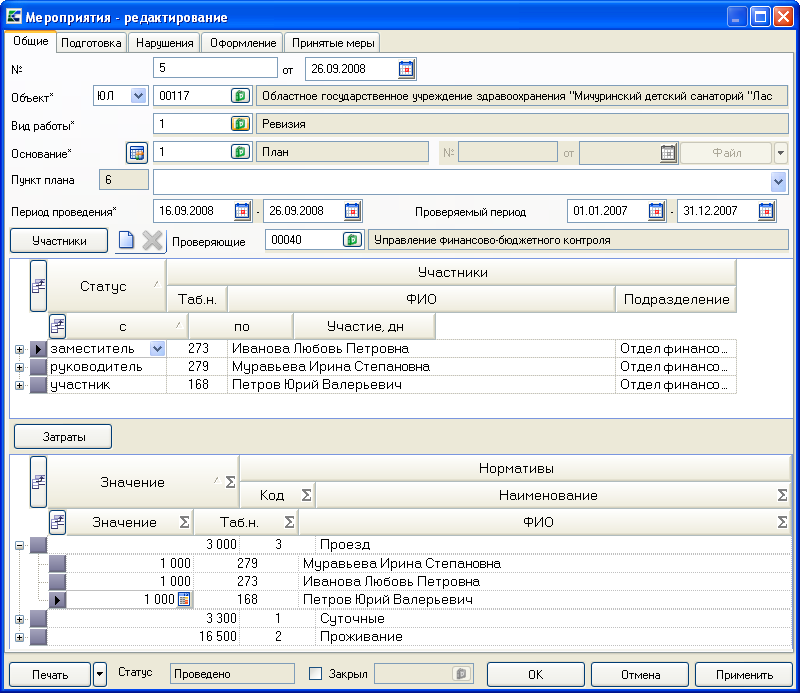 Мероприятия - редактирование
Общие Подготовка Нарушения Оформление Принятые меры
№ 5 от 26.09.2008
Объект* ЮЛ 00117 Областное государственное учреждение здравоохранения "Мичуринский детский санаторий "Лас
Вид работы* 1 Ревизия
Основание* 1 План № от Файл
Пункт плана 6
Период проведения* 16.09.2008 - 26.09.2008 Проверяемый период 01.01.2007 - 31.12.2007
Участники Проверяющие 00040 Управление финансово-бюджетного контроля
Статус Участники
Таб.н. ФИО Подразделение
с по Участие, дн
заместитель 273 Иванова Любовь Петровна Отдел финансо...
руководитель 279 Муравьева Ирина Степановна Отдел финансо...
участник 168 Петров Юрий Валерьевич Отдел финансо...
Затраты
Значение Σ Нормативы
Код Σ Наименование Σ
Значение Σ Таб.н. Σ ФИО Σ
3 000 3 Проезд
1 000 279 Муравьева Ирина Степановна
1 000 273 Иванова Любовь Петровна
1 000 168 Петров Юрий Валерьевич
3 300 1 Суточные
16 500 2 Проживание
Печать Статус Проведено Закрыл OK Отмена Применить